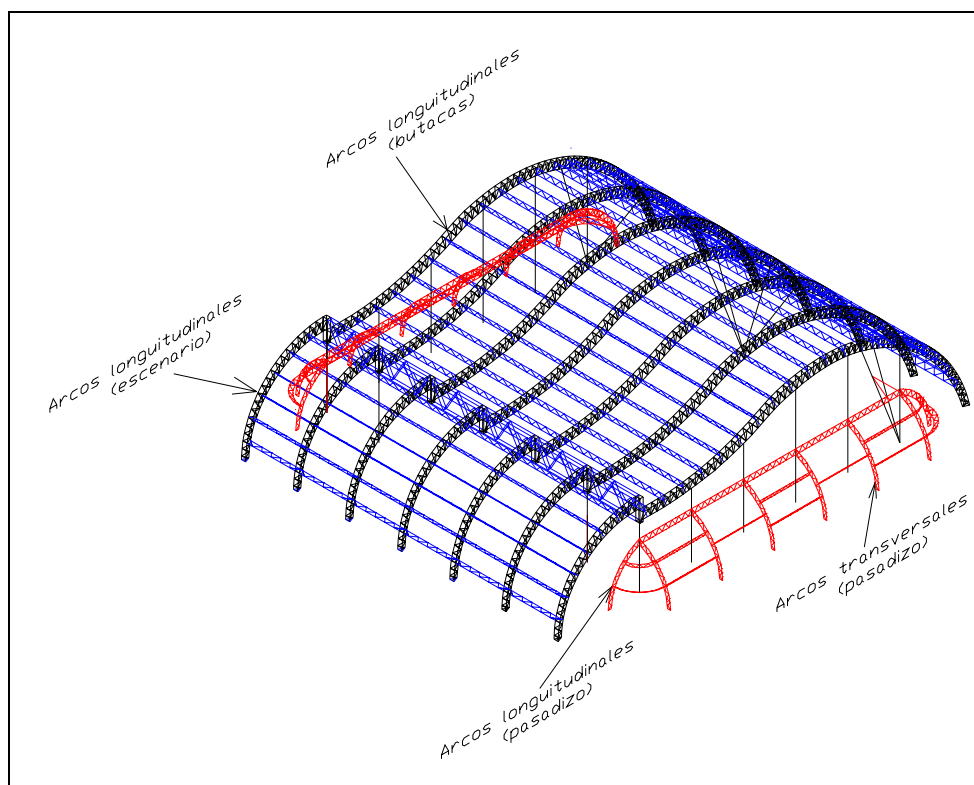 Arcos longuitudinales
(butacas)
Arcos longuitudinales
(escenario)
Arcos transversales
(pasadizo)
Arcos longuitudinales
(pasadizo)